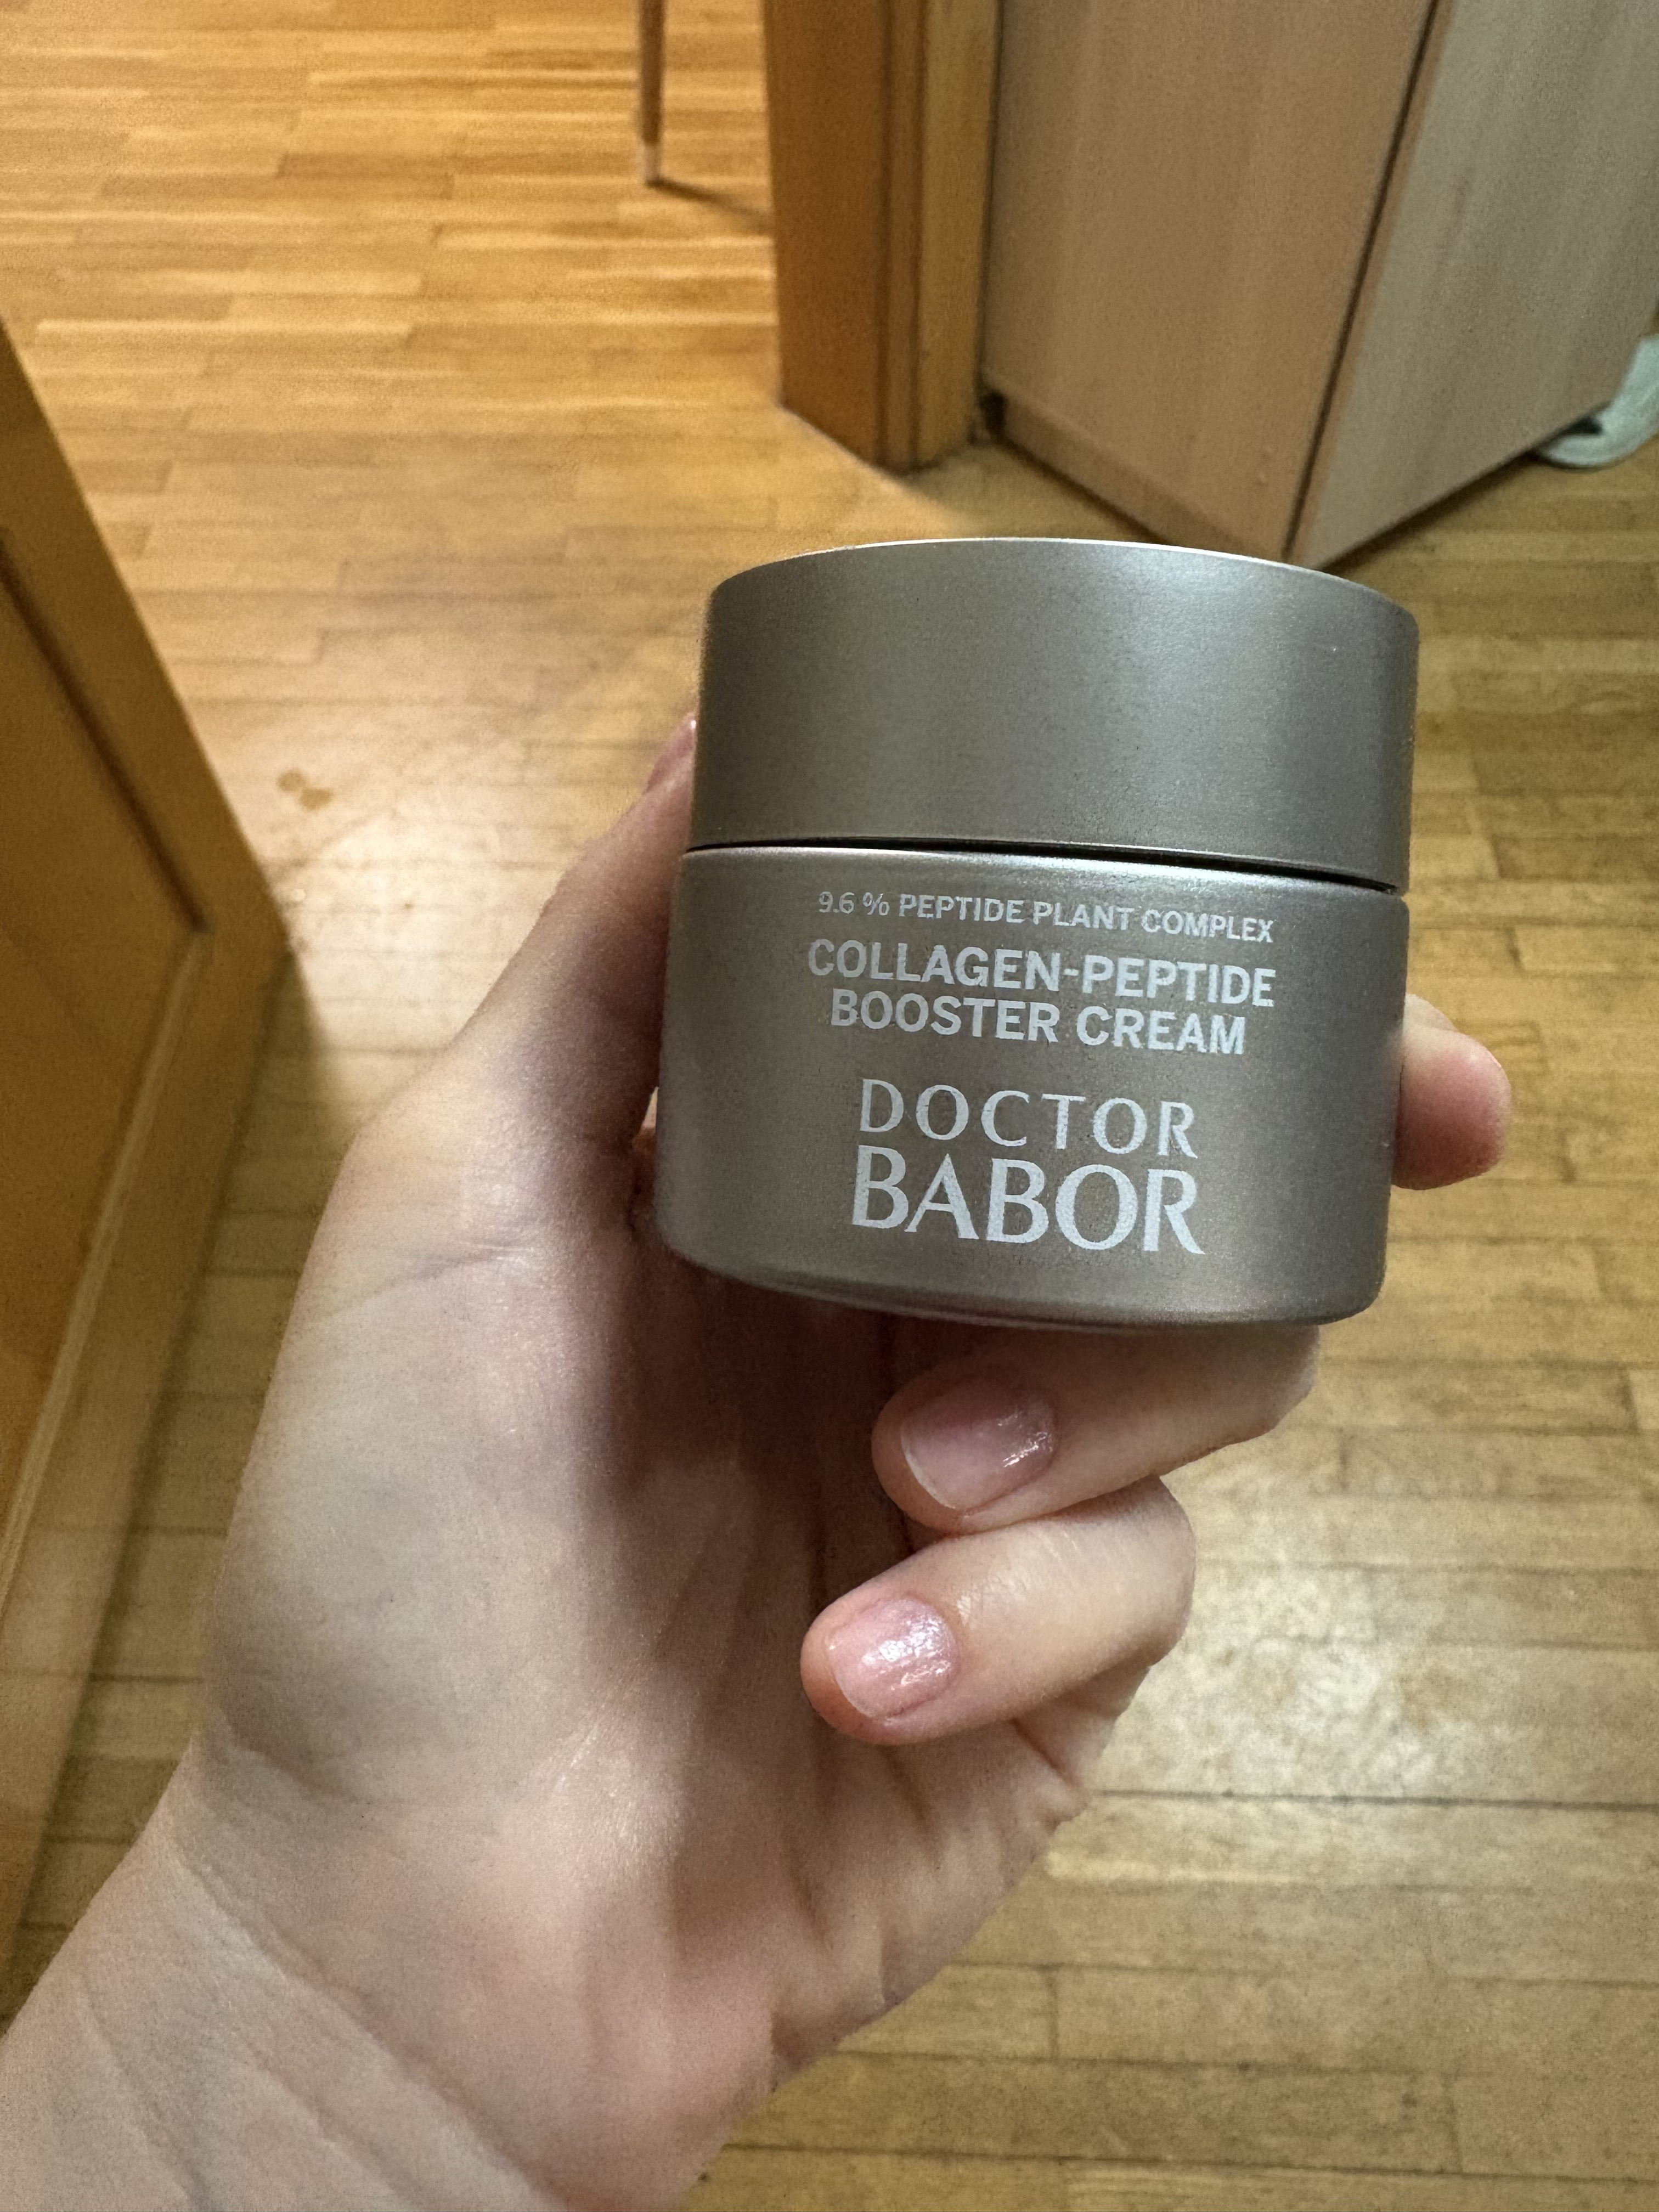 9.6 % PEPTIDE PLANT COMPLEX
COLLAGEN-PEPTIDE
BOOSTER CREAM
DOCTOR
BABOR